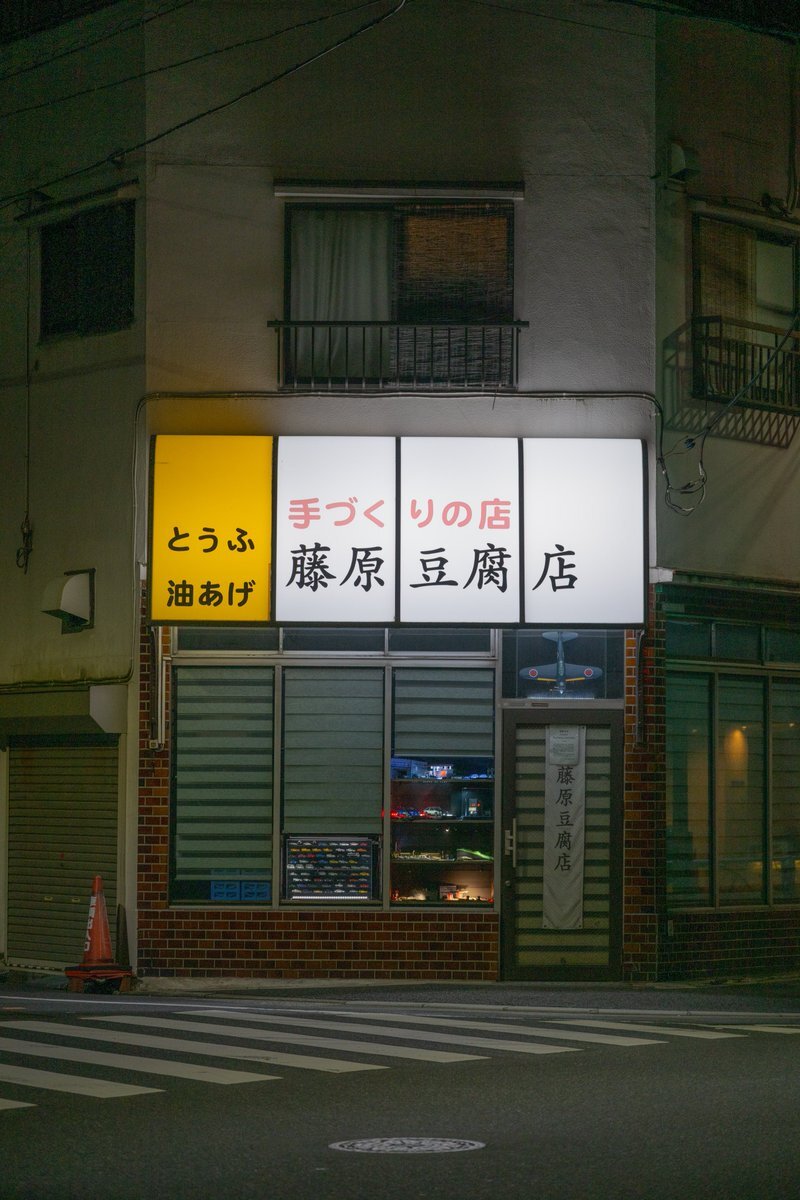 とうふ
油あげ
手づくりの店
藤原豆腐店
藤原豆腐店